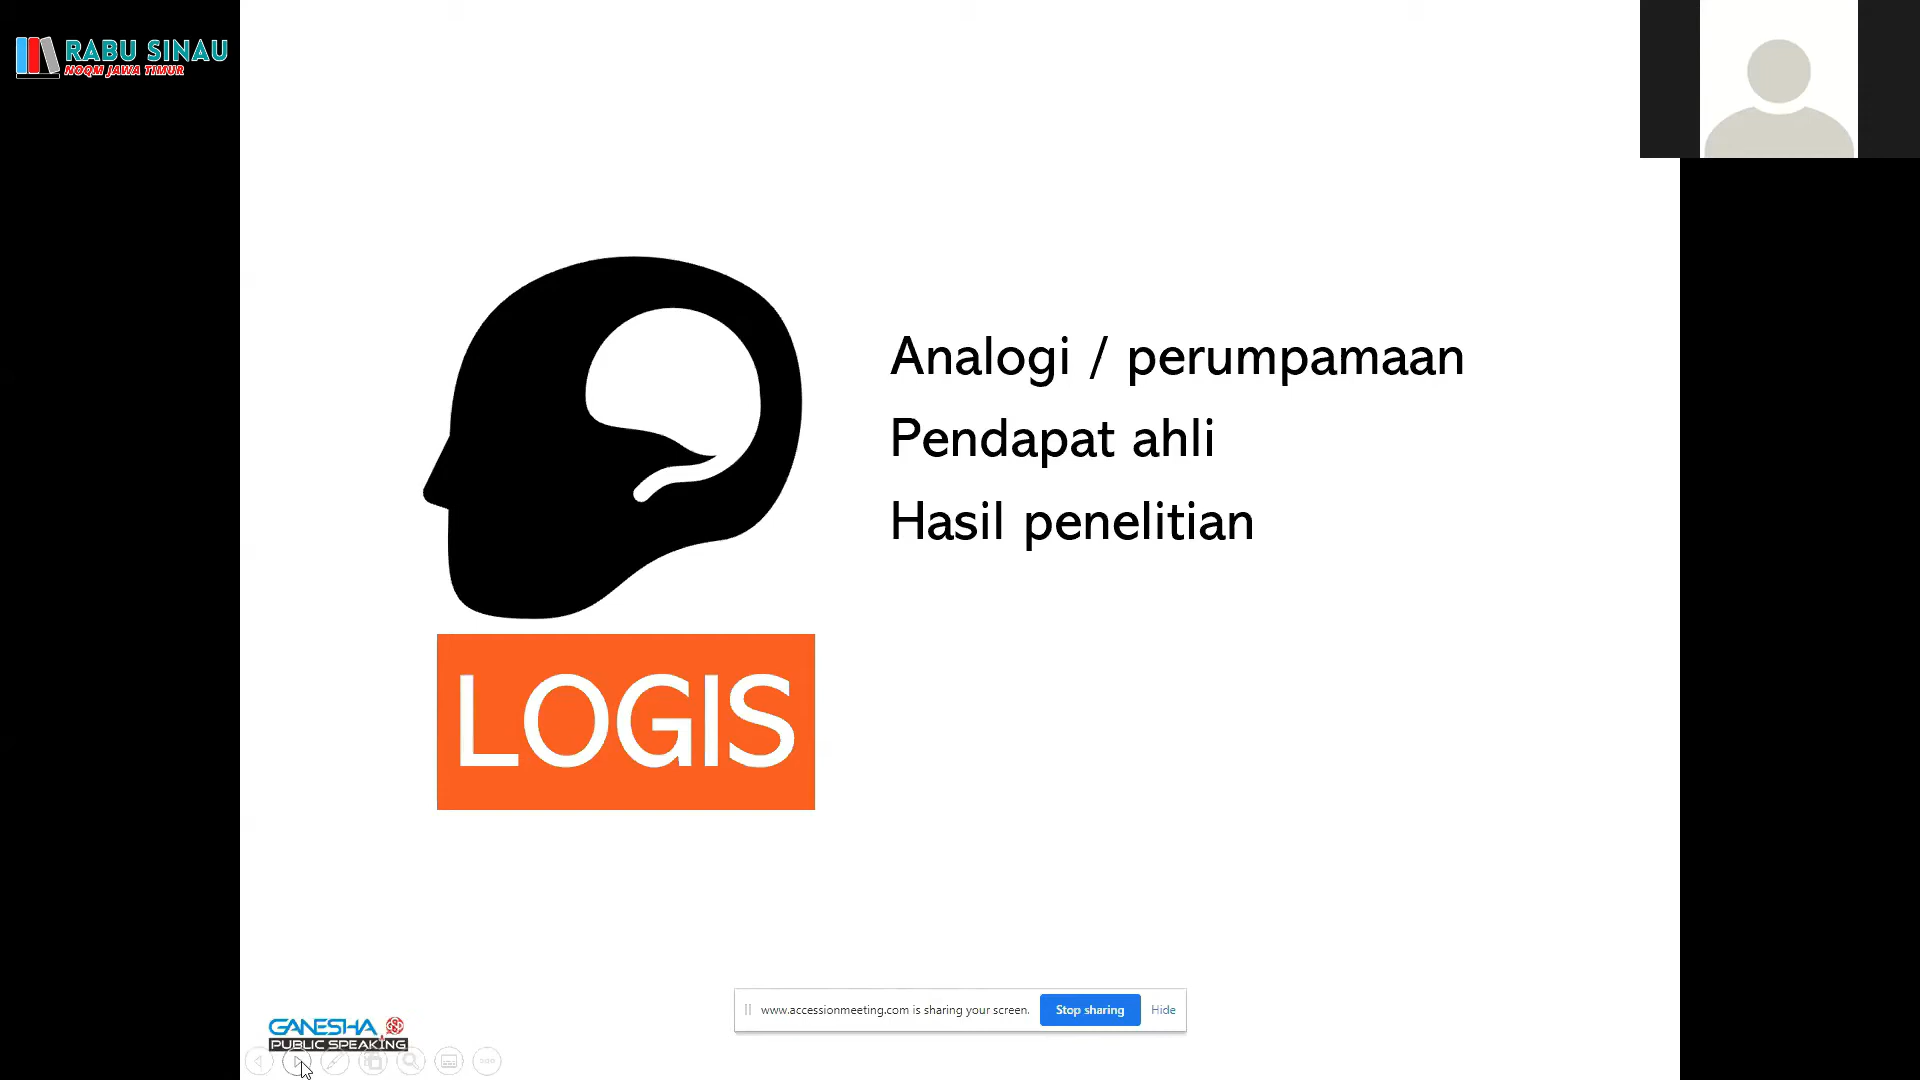 RABU SINAU
NOQM JAWA TIMUR
Analogi / perumpamaan
Pendapat ahli
Hasil penelitian
LOGIS
www.accessionmeeting.com is sharing your screen.
Stop sharing
Hide
GANESHA
PUBLIC SPEAKING